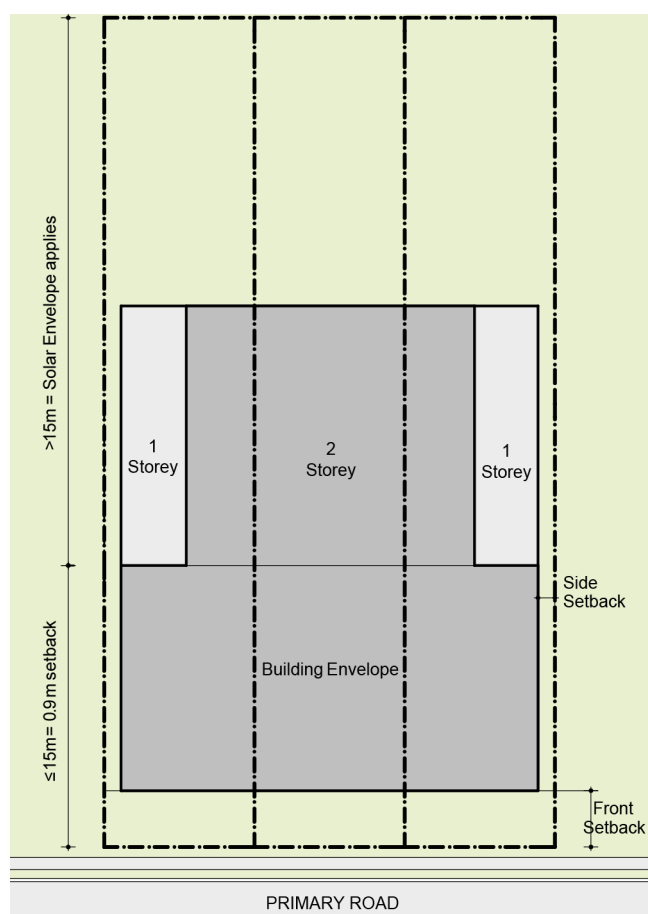 >15m = Solar Envelope applies
1
Storey
2
Storey
1
Storey
Side
Setback
≤15m= 0.9m setback
Building Envelope
Front
Setback
PRIMARY ROAD